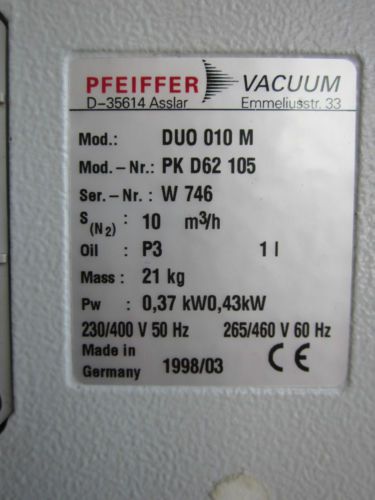 PFEIFFER VACUUM
D-35614 Asslar Emmeliusstr. 33
Mod.: DUO 010 M
Mod.-Nr.: PK D62 105
Ser.-Nr. : W 746
S (N2) : 10 m³/h
Oil : P3 1 l
Mass : 21 kg
Pw : 0,37 kW0,43kW
230/400 V 50 Hz 265/460 V 60 Hz
Made in
Germany 1998/03 CE